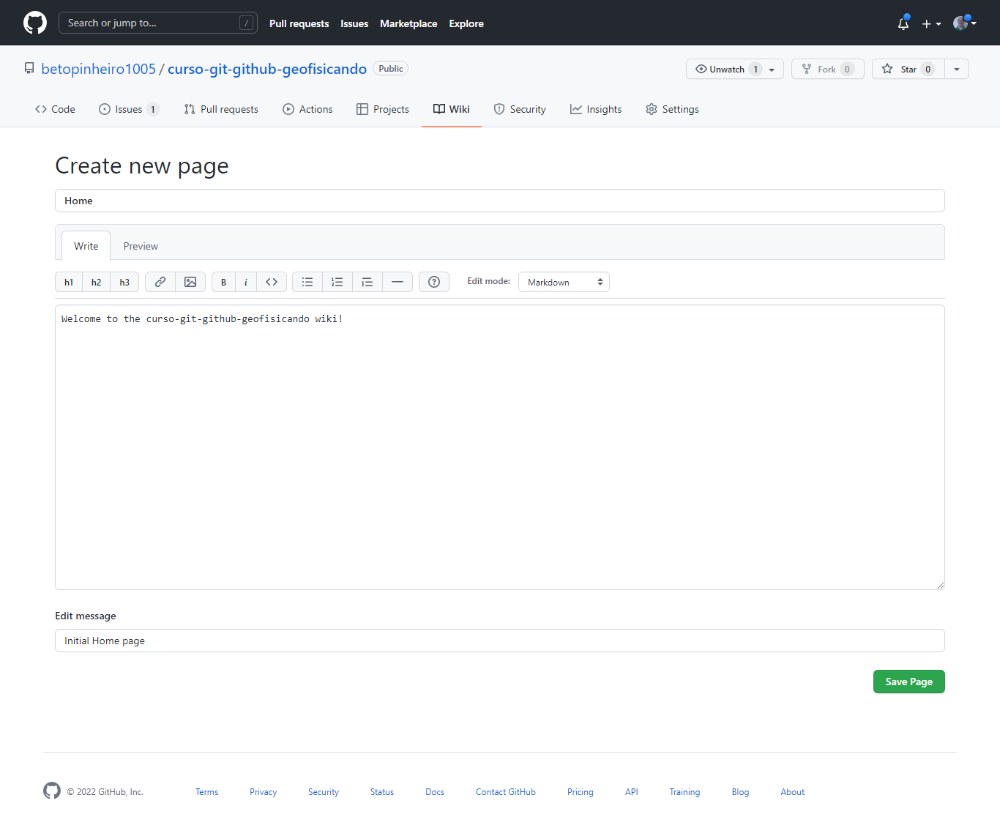 Search or jump to... /
Pull requests Issues Marketplace Explore
betopinheiro1005 / curso-git-github-geofisicando Public
Unwatch 1 Fork 0 Star 0
Code Issues 1 Pull requests Actions Projects Wiki Security Insights Settings
Create new page
Home
Write Preview
h1 h2 h3 B i Edit mode: Markdown
Welcome to the curso-git-github-geofisicando wiki!
Edit message
Initial Home page
Save Page
© 2022 GitHub, Inc. Terms Privacy Security Status Docs Contact GitHub Pricing API Training Blog About